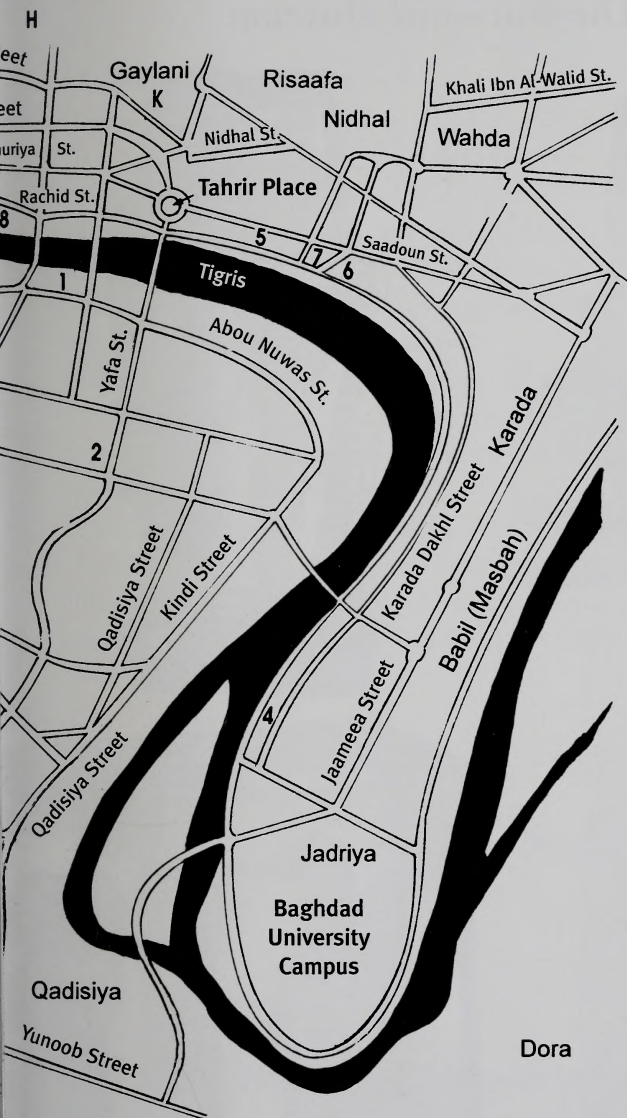 H
eet
Gaylani
K
Risaafa
Khali Ibn Al-Walid St.
eet
Nidhal
uriya St.
Nidhal St.
Wahda
Rachid St.
Tahrir Place
8
5
7
6
Saadoun St.
1
Tigris
Abou Nuwas St.
Yafa St.
2
Karada
Karada Dakhl Street
Qadisiya Street
Kindi Street
Babil (Masbah)
4
Jaameea Street
Qadisiya Street
Jadriya
Baghdad
University
Campus
Qadisiya
Yunoob Street
Dora